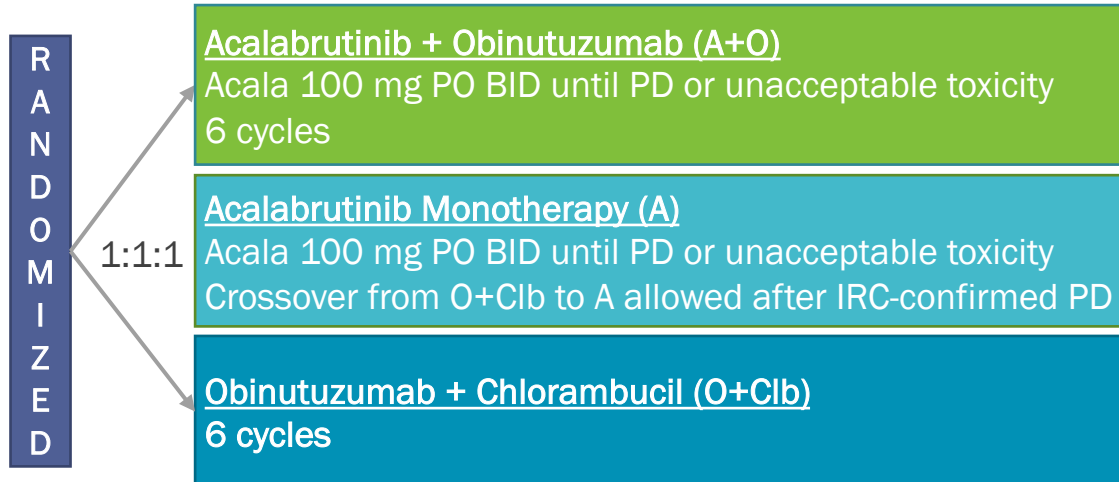 RANDOMIZED
1:1:1
Acalabrutinib + Obinutuzumab (A+O)
Acala 100 mg PO BID until PD or unacceptable toxicity
6 cycles
Acalabrutinib Monotherapy (A)
Acala 100 mg PO BID until PD or unacceptable toxicity
Crossover from O+Clb to A allowed after IRC-confirmed PD
Obinutuzumab + Chlorambucil (O+Clb)
6 cycles